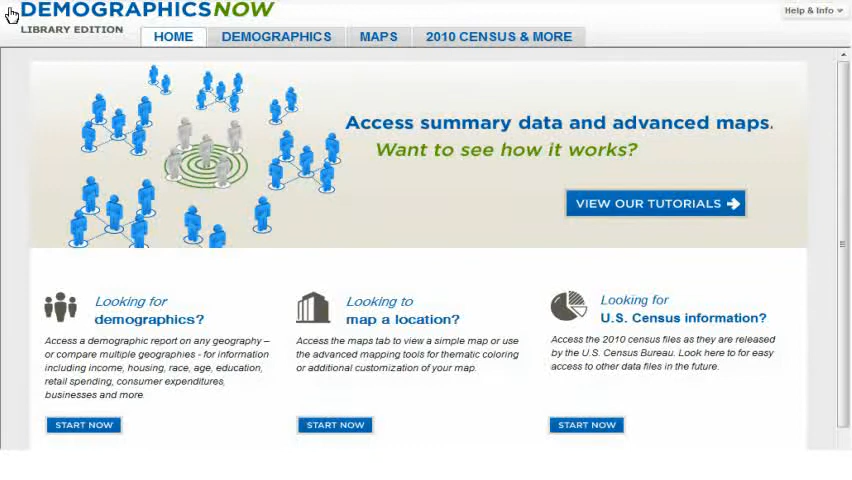 DEMOGRAPHICSNOW
LIBRARY EDITION
Help & Info
HOME
DEMOGRAPHICS
MAPS
2010 CENSUS & MORE
Access summary data and advanced maps.
Want to see how it works?
VIEW OUR TUTORIALS
Looking for
demographics?
Access a demographic report on any geography –
or compare multiple geographies - for information
including income, housing, race, age, education,
retail spending, consumer expenditures,
businesses and more.
START NOW
Looking to
map a location?
Access the maps tab to view a simple map or use
the advanced mapping tools for thematic coloring
or additional customization of your map.
START NOW
Looking for
U.S. Census information?
Access the 2010 census files as they are released
by the U.S. Census Bureau. Look here to for easy
access to other data files in the future.
START NOW